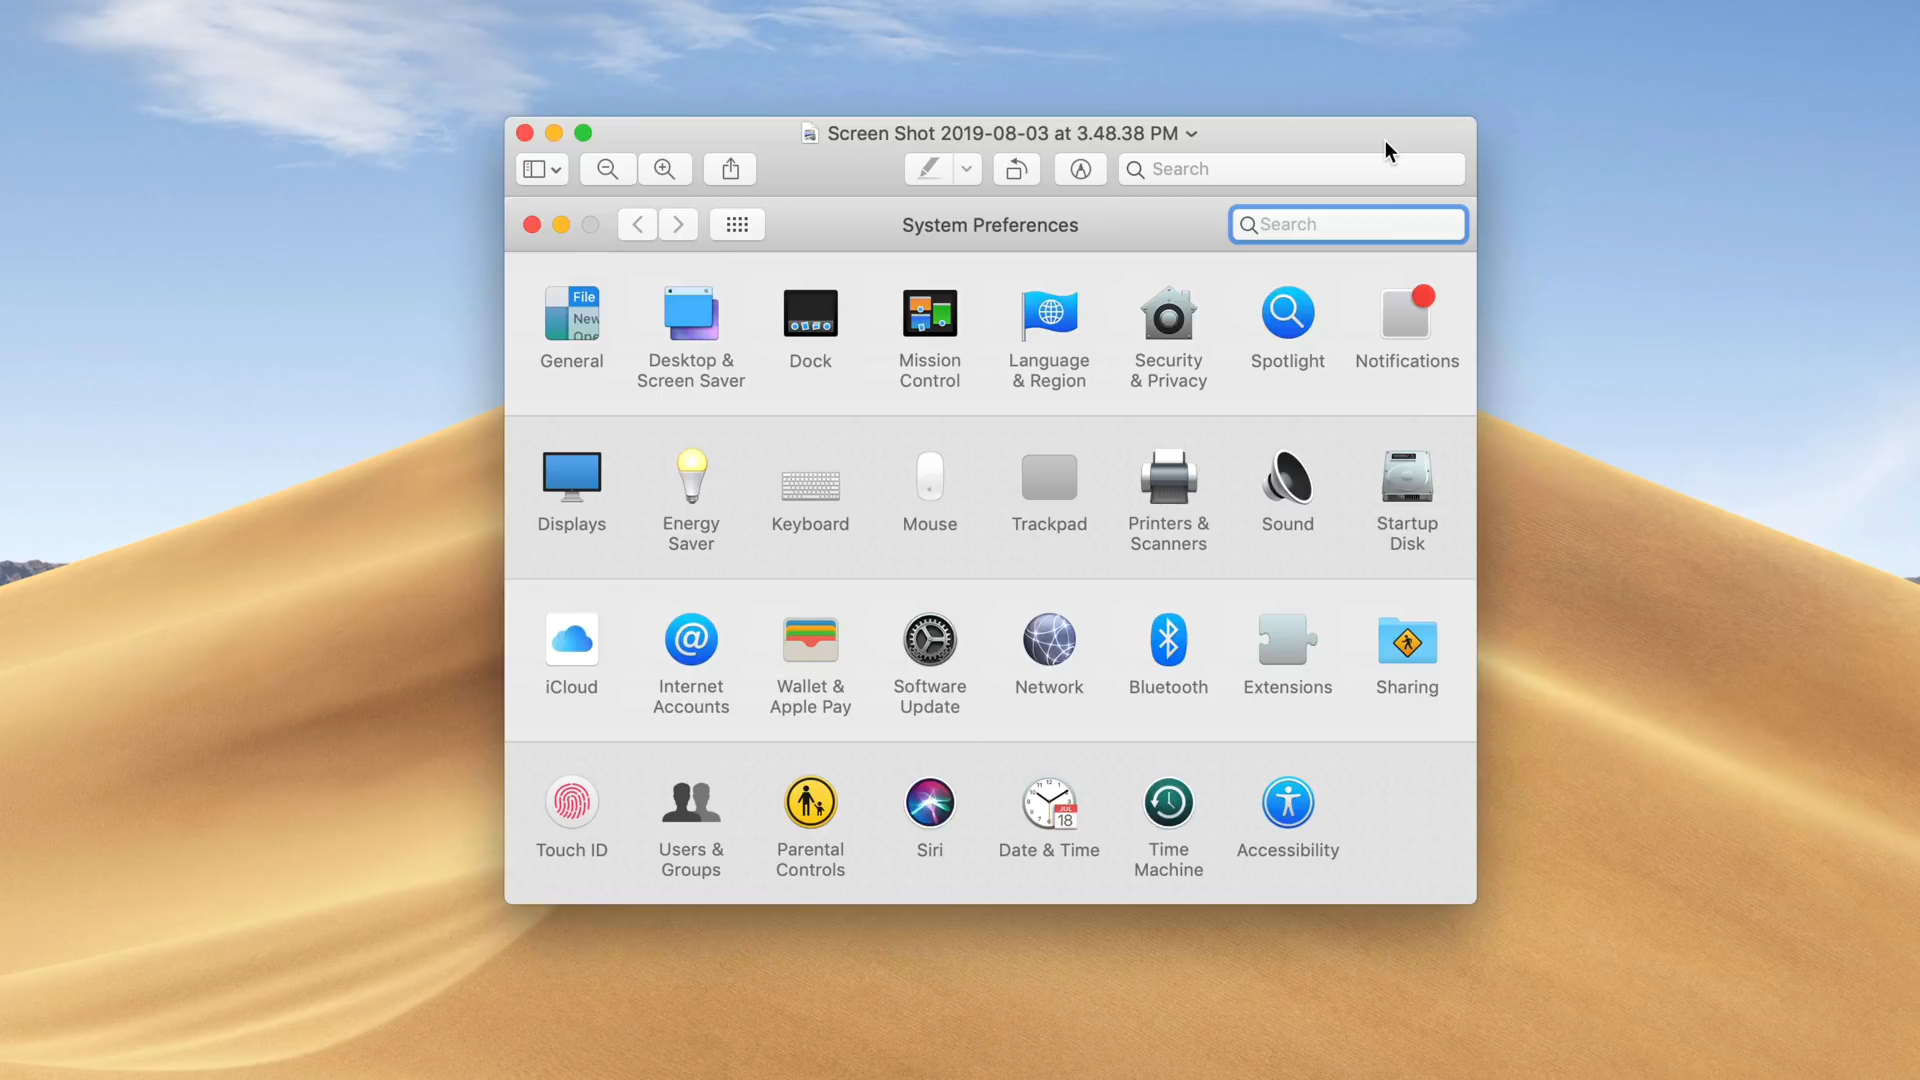 Screen Shot 2019-08-03 at 3.48.38 PM
Search
System Preferences
Search
File
New
Ope
General
Desktop &
Screen Saver
Dock
Mission
Control
Language
& Region
Security
& Privacy
Spotlight
Notifications
Displays
Energy
Saver
Keyboard
Mouse
Trackpad
Printers &
Scanners
Sound
Startup
Disk
@
iCloud
Internet
Accounts
Wallet &
Apple Pay
Software
Update
Network
Bluetooth
Extensions
Sharing
JUL
18
Touch ID
Users &
Groups
Parental
Controls
Siri
Date & Time
Time
Machine
Accessibility